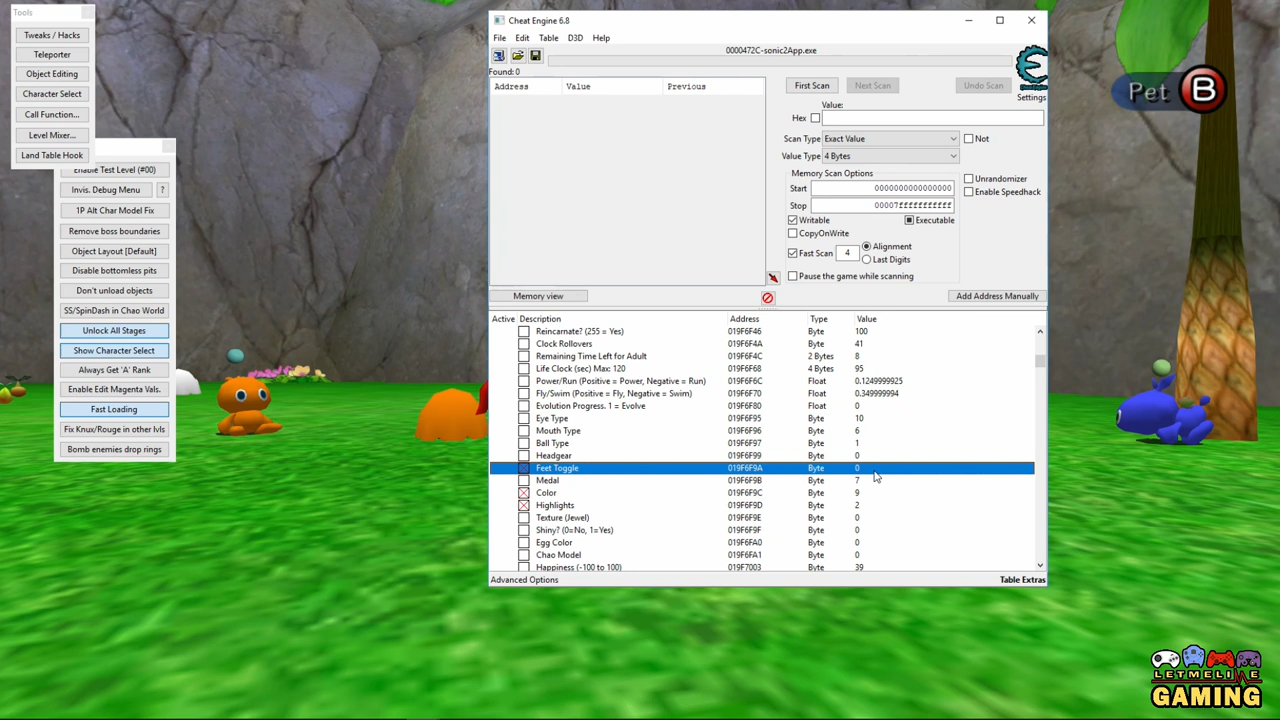 Tools
Tweaks / Hacks
Teleporter
Object Editing
Character Select
Call Function...
Level Mixer...
Land Table Hook
Enable Test Level (#00)
Invis. Debug Menu ?
1P Alt Char Model Fix
Remove boss boundaries
Object Layout [Default]
Disable bottomless pits
Don't unload objects
SS/SpinDash in Chao World
Unlock All Stages
Show Character Select
Always Get 'A' Rank
Enable Edit Magenta Vals.
Fast Loading
Fix Knux/Rouge in other lvls
Bomb enemies drop rings
Cheat Engine 6.8
File Edit Table D3D Help
0000472C-sonic2App.exe
Found: 0
Address Value Previous
First Scan Next Scan Undo Scan
Settings
Value:
Hex
Scan Type Exact Value Not
Value Type 4 Bytes
Memory Scan Options
Start 0000000000000000
Stop 00007fffffffffff
Unrandomizer
Enable Speedhack
Writable Executable
CopyOnWrite
Fast Scan 4 Alignment
Last Digits
Pause the game while scanning
Memory view Add Address Manually
Active Description Address Type Value
Reincarnate? (255 = Yes) 019F6F46 Byte 100
Clock Rollovers 019F6F4A Byte 41
Remaining Time Left for Adult 019F6F4C 2 Bytes 8
Life Clock (sec) Max: 120 019F6F68 4 Bytes 95
Power/Run (Positive = Power, Negative = Run) 019F6F6C Float 0.1249999925
Fly/Swim (Positive = Fly, Negative = Swim) 019F6F70 Float 0.349999994
Evolution Progress. 1 = Evolve 019F6F80 Float 0
Eye Type 019F6F95 Byte 10
Mouth Type 019F6F96 Byte 6
Ball Type 019F6F97 Byte 1
Headgear 019F6F99 Byte 0
Feet Toggle 019F6F9A Byte 0
Medal 019F6F9B Byte 7
Color 019F6F9C Byte 9
Highlights 019F6F9D Byte 2
Texture (Jewel) 019F6F9E Byte 0
Shiny? (0=No, 1=Yes) 019F6F9F Byte 0
Egg Color 019F6FA0 Byte 0
Chao Model 019F6FA1 Byte 0
Happiness (-100 to 100) 019F7003 Byte 39
Advanced Options Table Extras
Pet B
LETMELIVE
GAMING